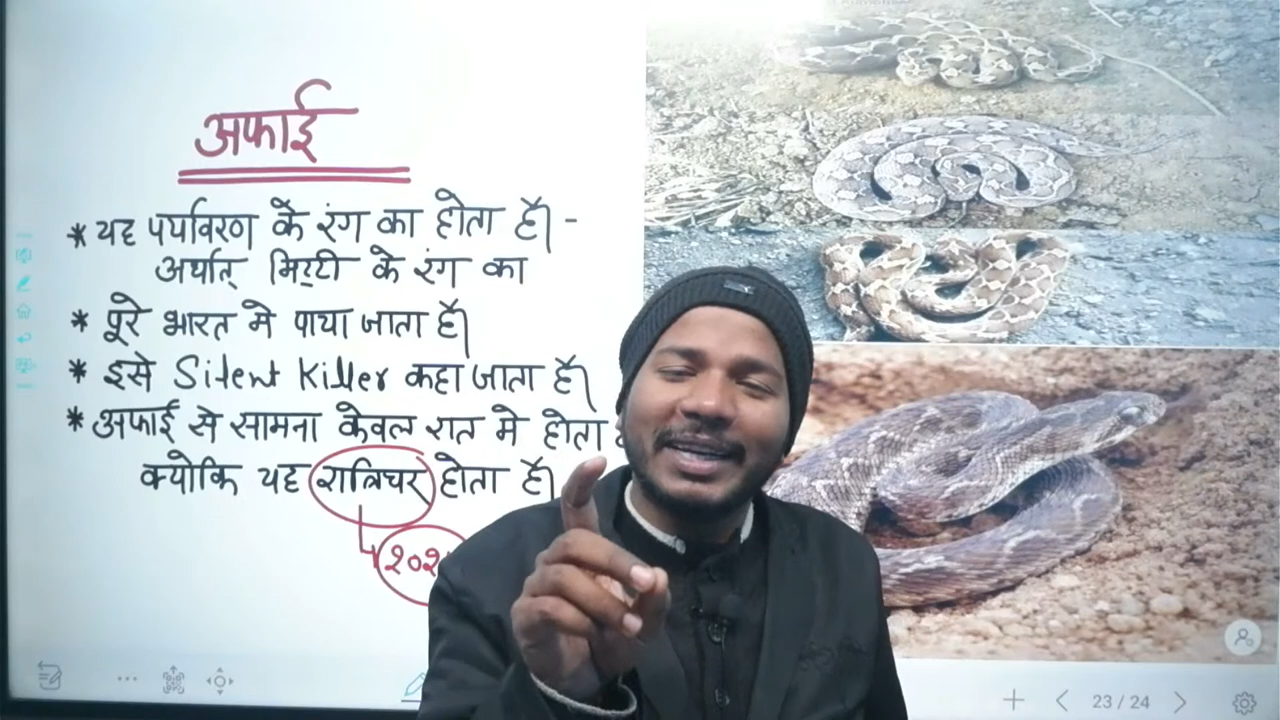 अफाई
* यह पर्यावरण के रंग का होता है। -
अर्थात् मिट्टी के रंग का
* पूरे भारत मे पाया जाता है।
* इसे Silent Killer कहा जाता है।
* अफाई से सामना केवल रात मे होता
क्योकि यह रात्रिचर होता है।
23 / 24